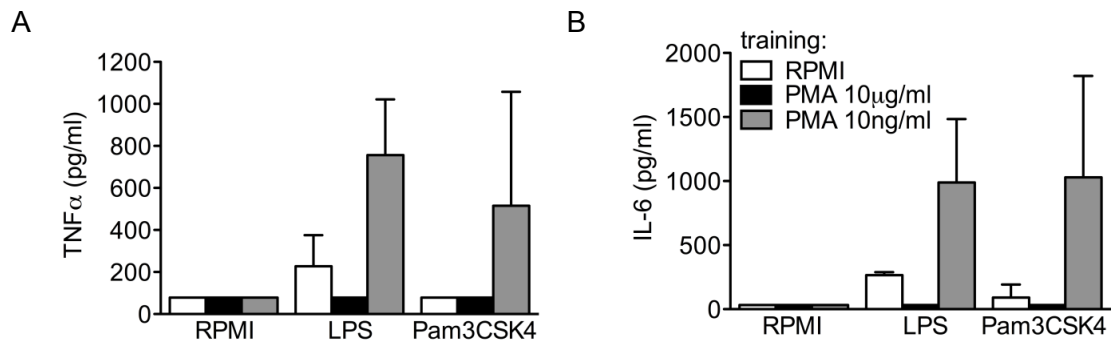 A
TNFα (pg/ml)
1200
1000
800
600
400
200
0
RPMI LPS Pam3CSK4
B
IL-6 (pg/ml)
2000
1500
1000
500
0
training:
RPMI
PMA 10μg/ml
PMA 10ng/ml
RPMI LPS Pam3CSK4